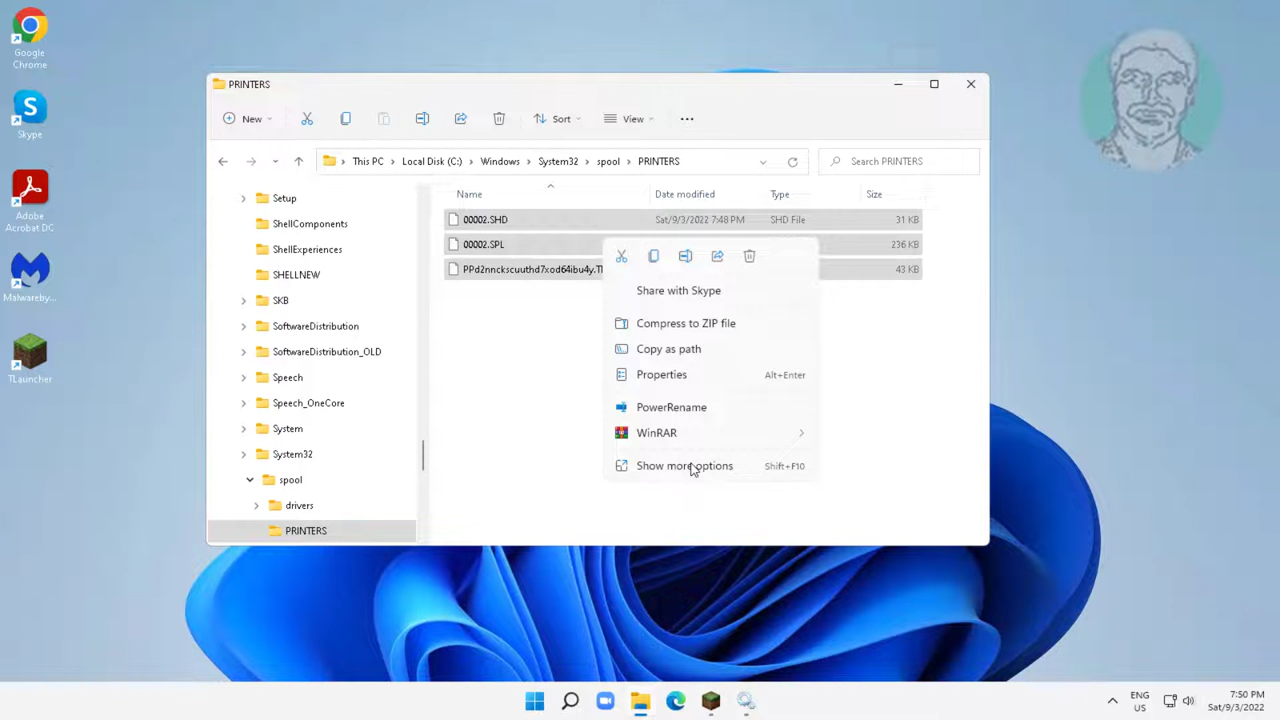 Google
Chrome
Skype
Adobe
Acrobat DC
Malwareby...
TLauncher
PRINTERS
New
Sort
View
This PC
Local Disk (C:)
Windows
System32
spool
PRINTERS
Search PRINTERS
Setup
ShellComponents
ShellExperiences
SHELLNEW
SKB
SoftwareDistribution
SoftwareDistribution_OLD
Speech
Speech_OneCore
System
System32
spool
drivers
PRINTERS
Name
Date modified
Type
Size
00002.SHD
Sat/9/3/2022 7:48 PM
SHD File
31 KB
00002.SPL
236 KB
PPd2nnckscuuthd7xod64ibu4y.T
43 KB
Share with Skype
Compress to ZIP file
Copy as path
Properties Alt+Enter
PowerRename
WinRAR
Show more options Shift+F10
ENG
US
7:50 PM
Sat/9/3/2022